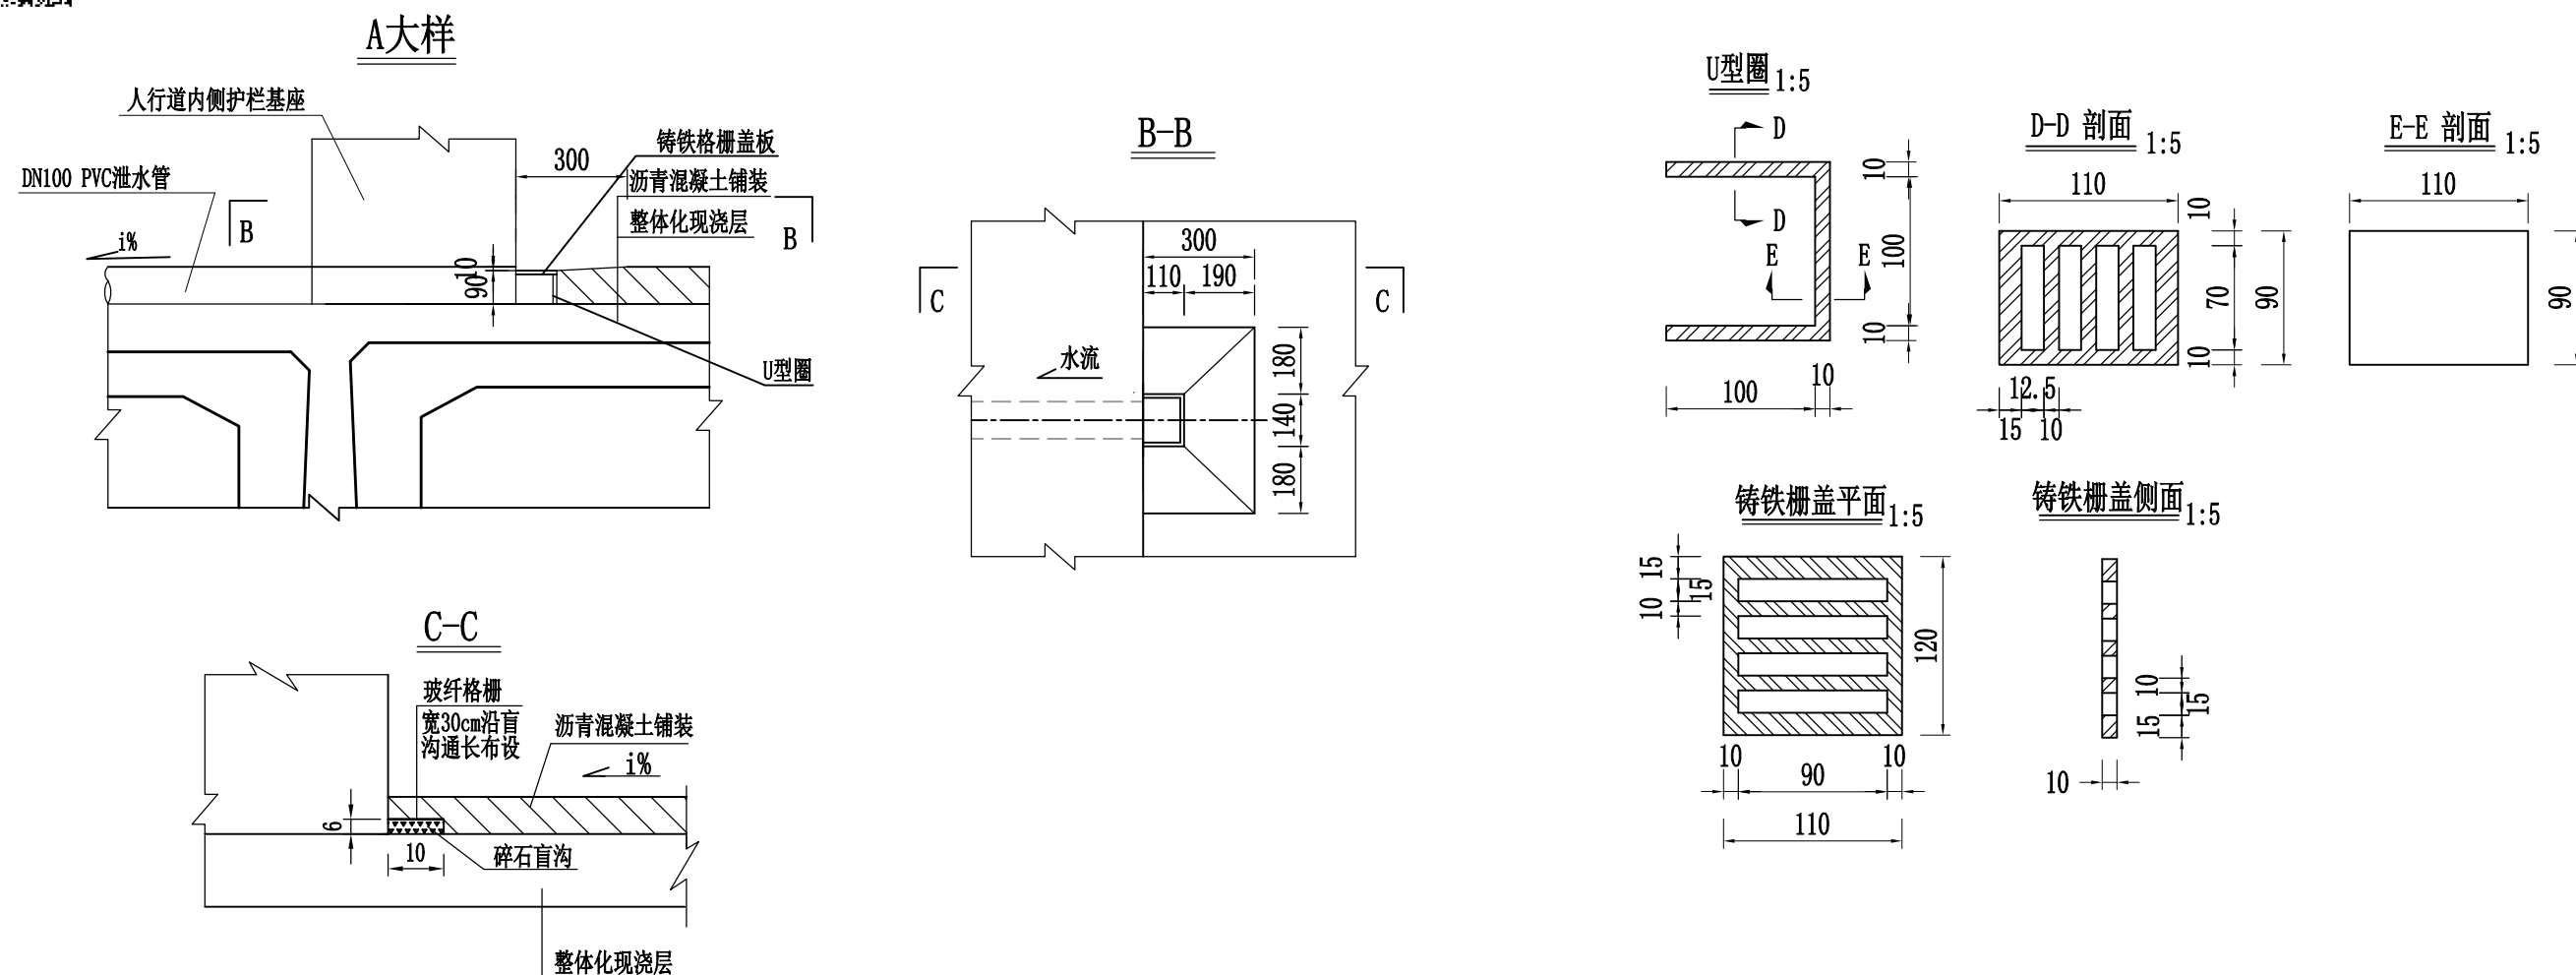 A大样
人行道内侧护栏基座
DN100 PVC泄水管
i%
B
300
铸铁格栅盖板
沥青混凝土铺装
整体化现浇层
B
10
90
U型圈
B-B
300
110
190
C
C
水流
180
140
180
C-C
玻纤格栅
宽30cm沿盲
沟通长布设
沥青混凝土铺装
i%
6
10
碎石盲沟
整体化现浇层
U型圈 1:5
D
D
E
E
10
100
10
100
10
D-D 剖面 1:5
110
10
70
90
10
12.5
15
10
E-E 剖面 1:5
110
90
铸铁栅盖平面 1:5
15
15
10
120
10
90
10
110
铸铁栅盖侧面 1:5
10
15
15
10